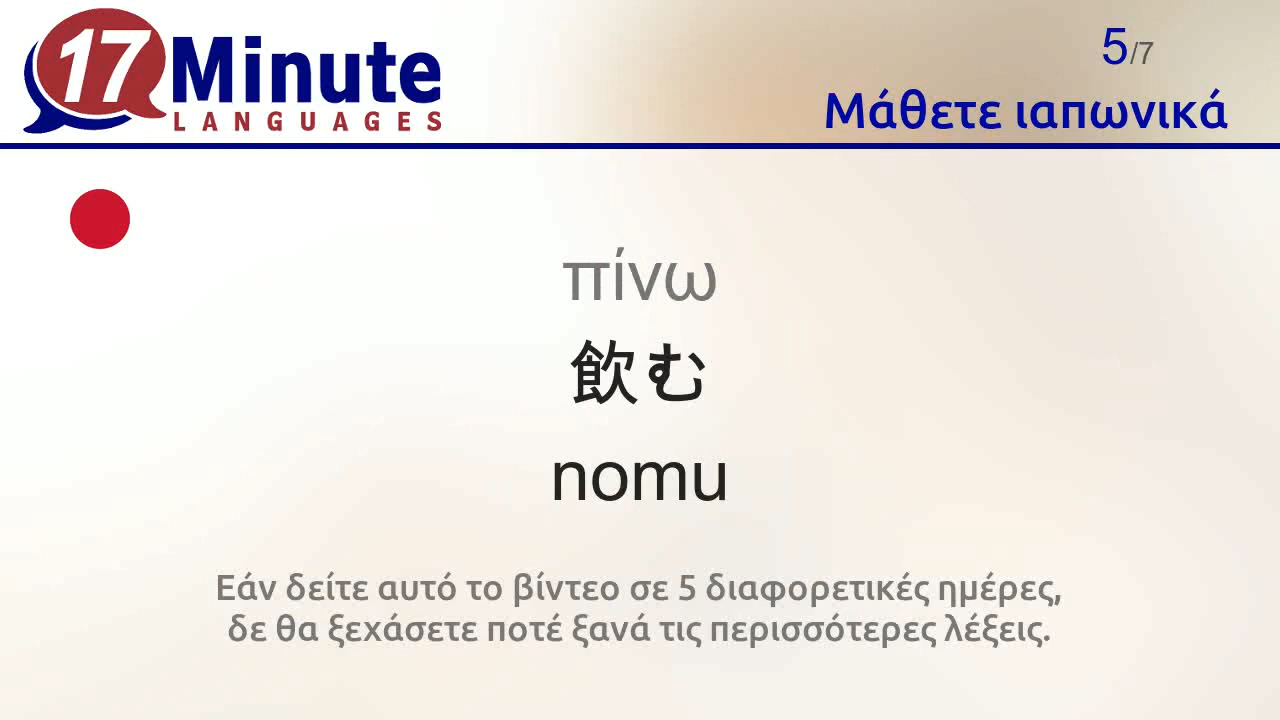 17 Minute
LANGUAGES
5/7
Μάθετε ιαπωνικά
πίνω
飲む
nomu
Εάν δείτε αυτό το βίντεο σε 5 διαφορετικές ημέρες,
δε θα ξεχάσετε ποτέ ξανά τις περισσότερες λέξεις.